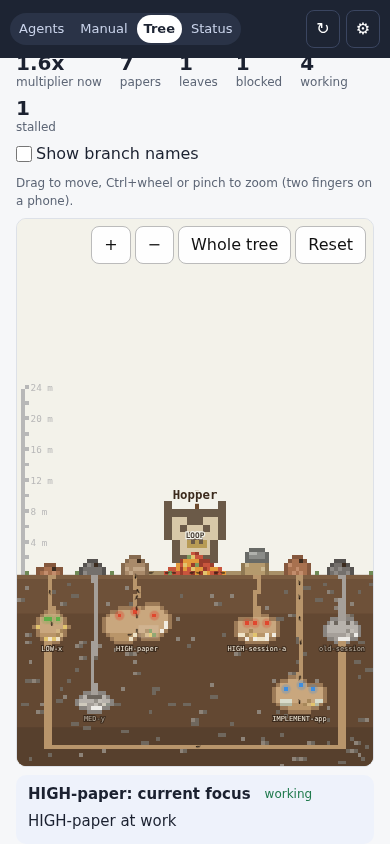 Agents Manual Tree Status ↻ ⚙
1.6x 7 1 1 4
multiplier now papers leaves blocked working
1
stalled
Show branch names
Drag to move, Ctrl+wheel or pinch to zoom (two fingers on
a phone).
+ − Whole tree Reset
24 m
20 m
16 m
12 m
8 m
4 m
Hopper
LOOP
LOW-x HIGH-paper HIGH-session-a old-session
MED-y IMPLEMENT-app
HIGH-paper: current focus working
HIGH-paper at work